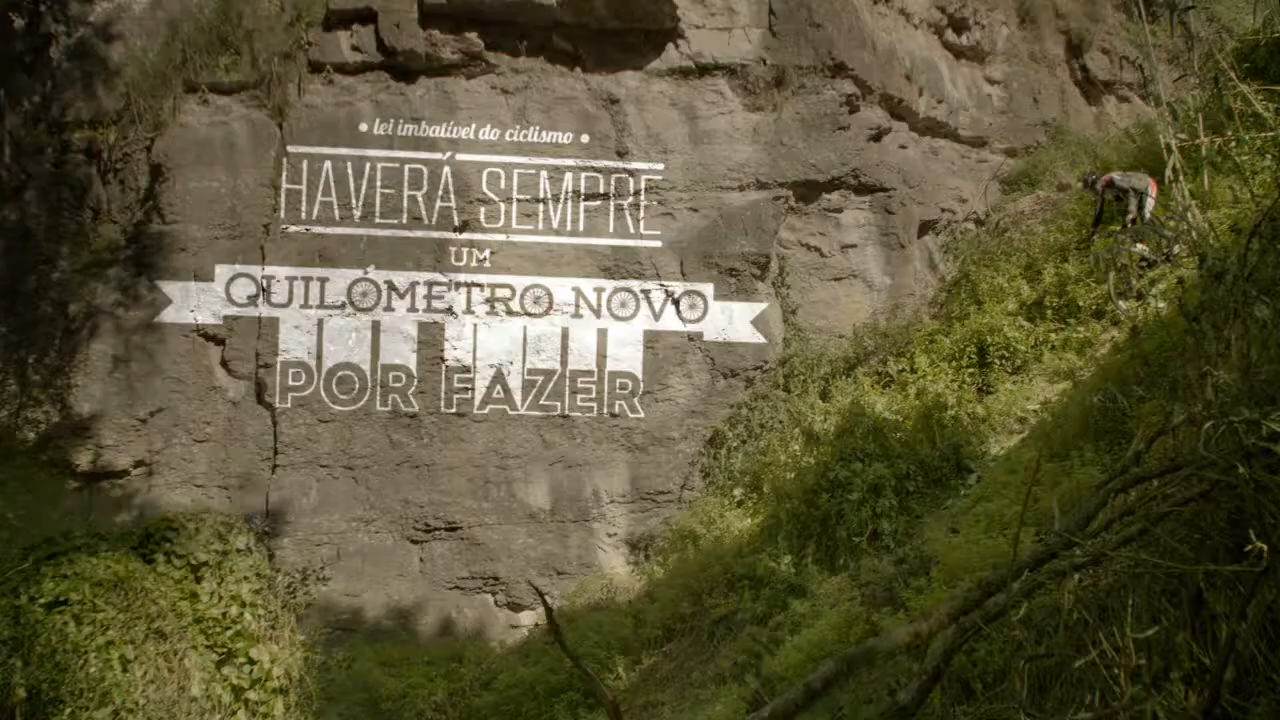 lei imbatível do ciclismo
HAVERÁ SEMPRE
UM
QUILÓMETRO NOVO
POR FAZER